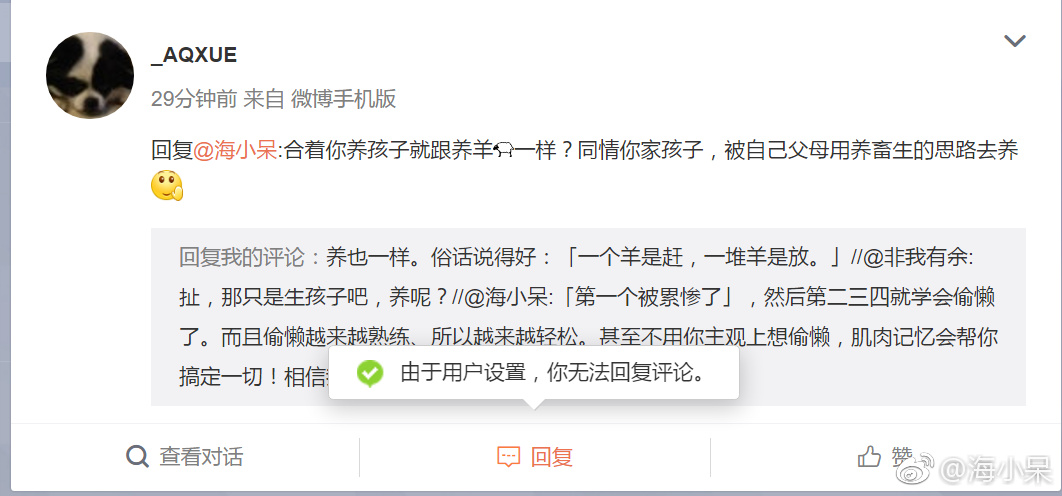 _AQXUE
29分钟前 来自 微博手机版
回复@海小呆:合着你养孩子就跟养羊一样？同情你家孩子，被自己父母用养畜生的思路去养
回复我的评论：养也一样。俗话说得好：「一个羊是赶，一堆羊是放。」//@非我有余:
扯，那只是生孩子吧，养呢？//@海小呆:「第一个被累惨了」，然后第二三四就学会偷懒
了。而且偷懒越来越熟练、所以越来越轻松。甚至不用你主观上想偷懒，肌肉记忆会帮你
搞定一切！相信
由于用户设置，你无法回复评论。
查看对话
回复
赞
@海小呆